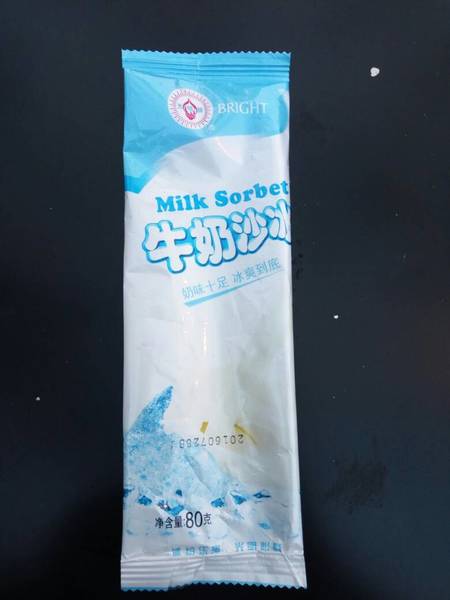 BRIGHT
Milk Sorbet
牛奶沙冰
奶味十足 冰爽到底
20160728B
净含量:80克